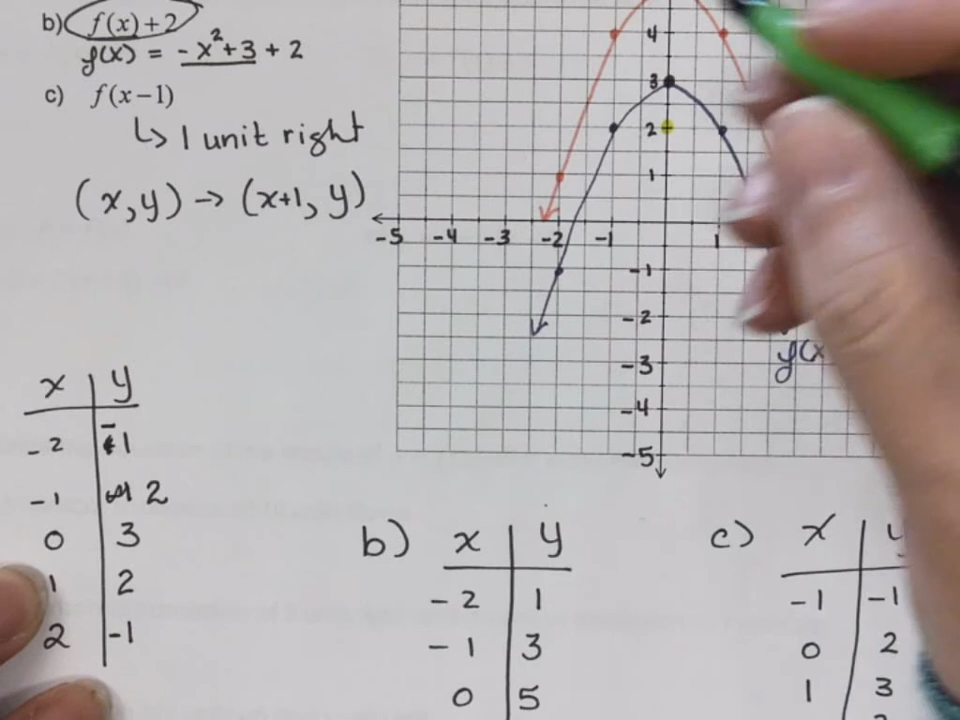 b) f(x)+2
g(x) = -x²+3 + 2
c) f(x-1)
↳ 1 unit right
(x,y) → (x+1, y)
4
3
2
1
-5 -4 -3 -2 -1 1
-1
-2
-3
-4
-5
g(x
x y
-2 -1
-1 2
0 3
1 2
2 -1
b) x y
-2 1
-1 3
0 5
c) x y
-1 -1
0 2
1 3